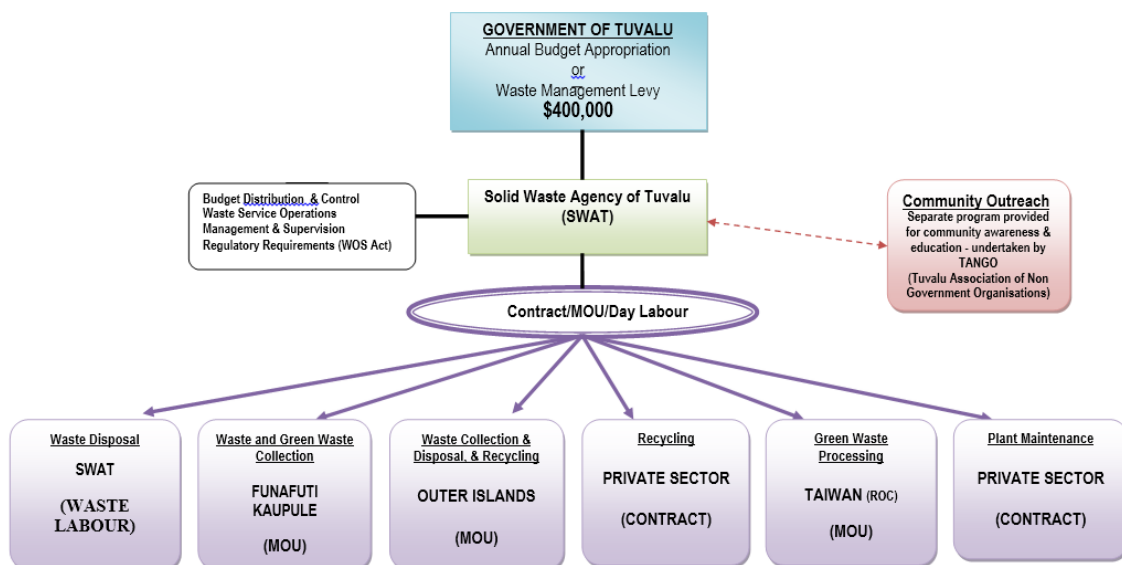 GOVERNMENT OF TUVALU
Annual Budget Appropriation
or
Waste Management Levy
$400,000
Budget Distribution & Control
Waste Service Operations
Management & Supervision
Regulatory Requirements (WOS Act)
Solid Waste Agency of Tuvalu
(SWAT)
Community Outreach
Separate program provided
for community awareness &
education - undertaken by
TANGO
(Tuvalu Association of Non
Government Organisations)
Contract/MOU/Day Labour
Waste Disposal
SWAT
(WASTE
LABOUR)
Waste and Green Waste
Collection
FUNAFUTI
KAUPULE
(MOU)
Waste Collection &
Disposal, & Recycling
OUTER ISLANDS
(MOU)
Recycling
PRIVATE SECTOR
(CONTRACT)
Green Waste
Processing
TAIWAN (ROC)
(MOU)
Plant Maintenance
PRIVATE SECTOR
(CONTRACT)